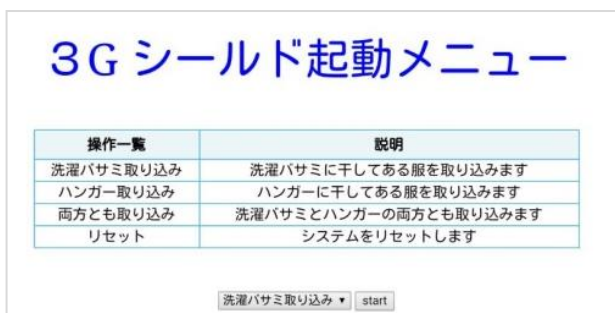 3G シールド起動メニュー
操作一覧 説明
洗濯バサミ取り込み 洗濯バサミに干してある服を取り込みます
ハンガー取り込み ハンガーに干してある服を取り込みます
両方とも取り込み 洗濯バサミとハンガーの両方とも取り込みます
リセット システムをリセットします
洗濯バサミ取り込み ▼ start